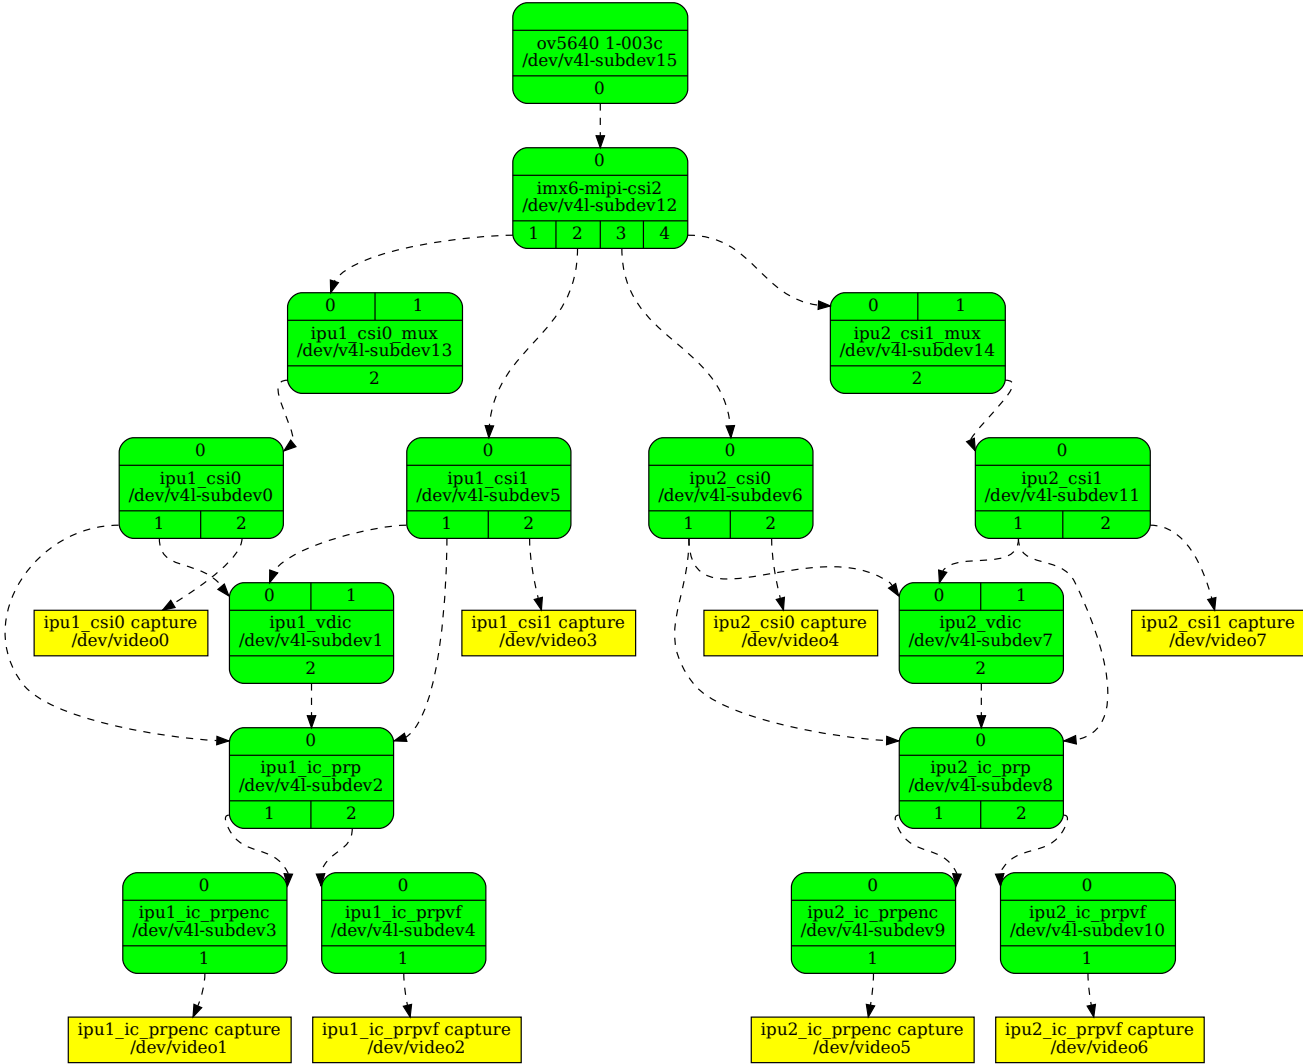 ov5640 1-003c
/dev/v4l-subdev15
0
0
imx6-mipi-csi2
/dev/v4l-subdev12
1 2 3 4
0 1
ipu1_csi0_mux
/dev/v4l-subdev13
2
0 1
ipu2_csi1_mux
/dev/v4l-subdev14
2
0
ipu1_csi0
/dev/v4l-subdev0
1 2
0
ipu1_csi1
/dev/v4l-subdev5
1 2
0
ipu2_csi0
/dev/v4l-subdev6
1 2
0
ipu2_csi1
/dev/v4l-subdev11
1 2
ipu1_csi0 capture
/dev/video0
0 1
ipu1_vdic
/dev/v4l-subdev1
2
ipu1_csi1 capture
/dev/video3
ipu2_csi0 capture
/dev/video4
0 1
ipu2_vdic
/dev/v4l-subdev7
2
ipu2_csi1 capture
/dev/video7
0
ipu1_ic_prp
/dev/v4l-subdev2
1 2
0
ipu2_ic_prp
/dev/v4l-subdev8
1 2
0
ipu1_ic_prpenc
/dev/v4l-subdev3
1
0
ipu1_ic_prpvf
/dev/v4l-subdev4
1
0
ipu2_ic_prpenc
/dev/v4l-subdev9
1
0
ipu2_ic_prpvf
/dev/v4l-subdev10
1
ipu1_ic_prpenc capture
/dev/video1
ipu1_ic_prpvf capture
/dev/video2
ipu2_ic_prpenc capture
/dev/video5
ipu2_ic_prpvf capture
/dev/video6